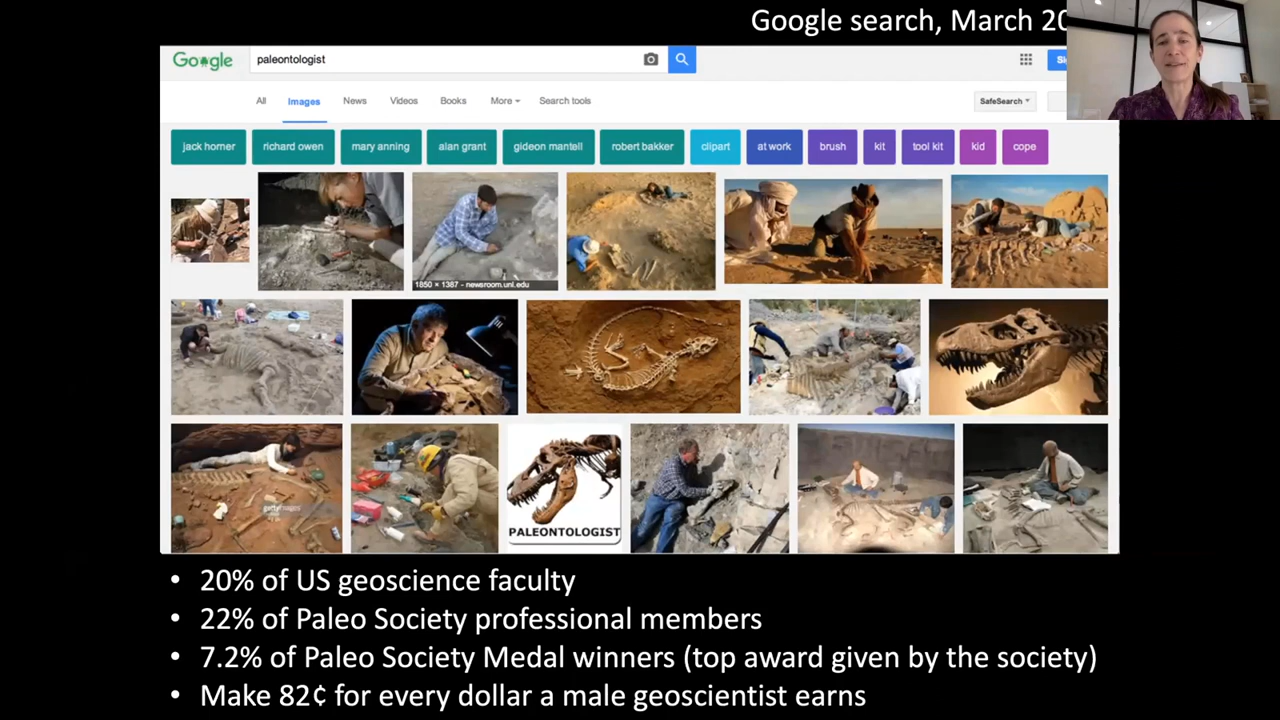 Google search, March 20
Google
paleontologist
All Images News Videos Books More Search tools
SafeSearch
jack horner richard owen mary anning alan grant gideon mantell robert bakker clipart at work brush kit tool kit kid cope
1850 × 1387 - newsroom.unl.edu
gettyimages
PALEONTOLOGIST
• 20% of US geoscience faculty
• 22% of Paleo Society professional members
• 7.2% of Paleo Society Medal winners (top award given by the society)
• Make 82¢ for every dollar a male geoscientist earns